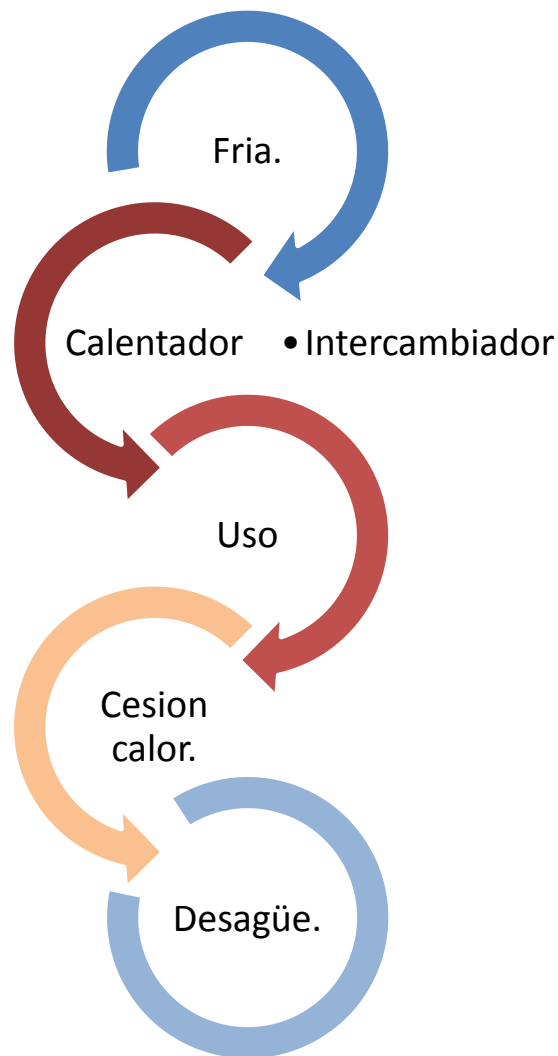 Fria.
Calentador • Intercambiador
Uso
Cesion
calor.
Desagüe.